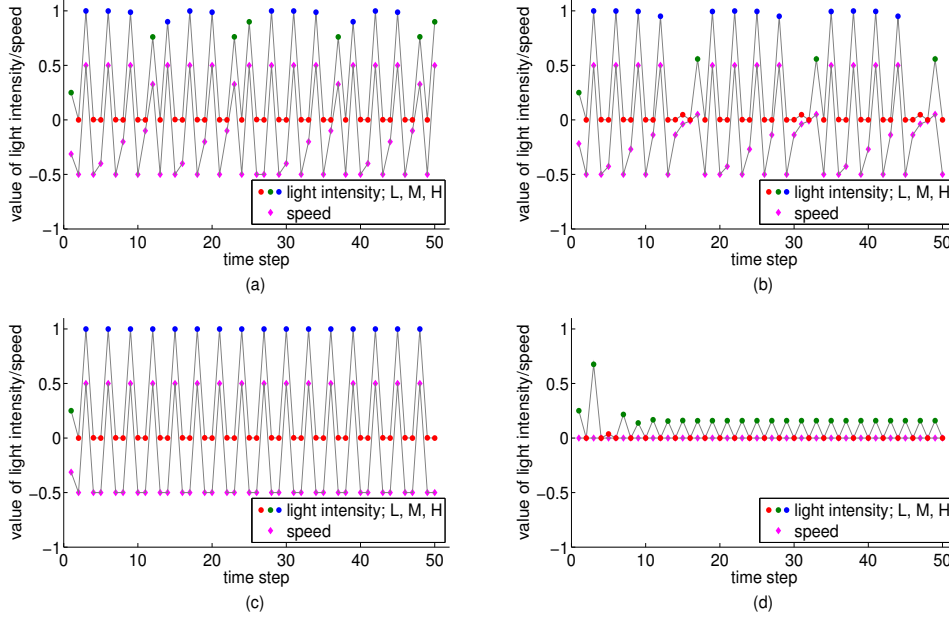 1
0.5
0
−0.5
−1
0
10
20
30
40
50
value of light intensity/speed
time step
light intensity; L, M, H
speed
(a)
1
0.5
0
−0.5
−1
0
10
20
30
40
50
value of light intensity/speed
time step
light intensity; L, M, H
speed
(b)
1
0.5
0
−0.5
−1
0
10
20
30
40
50
value of light intensity/speed
time step
light intensity; L, M, H
speed
(c)
1
0.5
0
−0.5
−1
0
10
20
30
40
50
value of light intensity/speed
time step
light intensity; L, M, H
speed
(d)